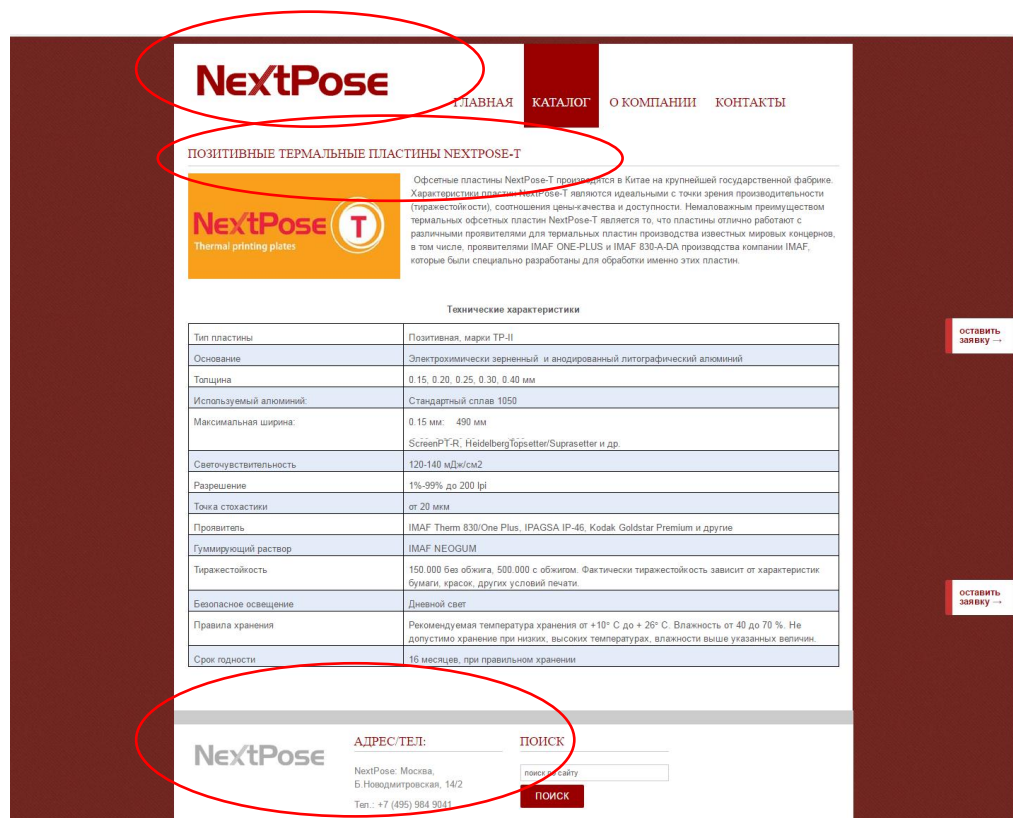 NextPose
ГЛАВНАЯ КАТАЛОГ О КОМПАНИИ КОНТАКТЫ
ПОЗИТИВНЫЕ ТЕРМАЛЬНЫЕ ПЛАСТИНЫ NEXTPOSE-T
NextPose T
Thermal printing plates
Офсетные пластины NextPose-T производятся в Китае на крупнейшей государственной фабрике.
Характеристики пластин NextPose-T являются идеальными с точки зрения производительности
(тиражестойкости), соотношения цены-качества и доступности. Немаловажным преимуществом
термальных офсетных пластин NextPose-T является то, что пластины отлично работают с
различными проявителями для термальных пластин производства известных мировых концернов,
в том числе, проявителями IMAF ONE-PLUS и IMAF 830-A-DA производства компании IMAF,
которые были специально разработаны для обработки именно этих пластин.
Технические характеристики
Тип пластины Позитивная, марки TP-II
Основание Электрохимически зерненный и анодированный литографический алюминий
Толщина 0.15, 0.20, 0.25, 0.30, 0.40 мм
Используемый алюминий: Стандартный сплав 1050
Максимальная ширина: 0.15 мм: 490 мм
ScreenPT-R, HeidelbergTopsetter/Suprasetter и др.
Светочувствительность 120-140 мДж/см2
Разрешение 1%-99% до 200 lpi
Точка стохастики от 20 мкм
Проявитель IMAF Therm 830/One Plus, IPAGSA IP-46, Kodak Goldstar Premium и другие
Гуммирующий раствор IMAF NEOGUM
Тиражестойкость 150.000 без обжига, 500.000 с обжигом. Фактически тиражестойкость зависит от характеристик
бумаги, красок, других условий печати.
Безопасное освещение Дневной свет
Правила хранения Рекомендуемая температура хранения от +10° С до + 26° С. Влажность от 40 до 70 %. Не
допустимо хранение при низких, высоких температурах, влажности выше указанных величин.
Срок годности 16 месяцев, при правильном хранении
оставить
заявку →
оставить
заявку →
NextPose
АДРЕС/ТЕЛ:
NextPose: Москва,
Б.Новодмитровская, 14/2
Тел.: +7 (495) 984 9041
ПОИСК
поиск по сайту
ПОИСК